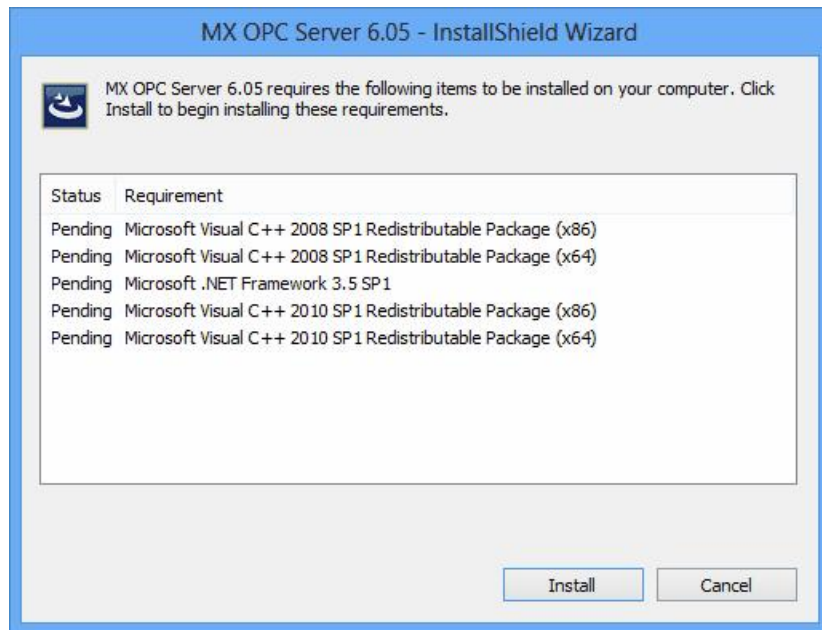 MX OPC Server 6.05 - InstallShield Wizard
MX OPC Server 6.05 requires the following items to be installed on your computer. Click
Install to begin installing these requirements.
Status Requirement
Pending Microsoft Visual C++ 2008 SP1 Redistributable Package (x86)
Pending Microsoft Visual C++ 2008 SP1 Redistributable Package (x64)
Pending Microsoft .NET Framework 3.5 SP1
Pending Microsoft Visual C++ 2010 SP1 Redistributable Package (x86)
Pending Microsoft Visual C++ 2010 SP1 Redistributable Package (x64)
Install Cancel